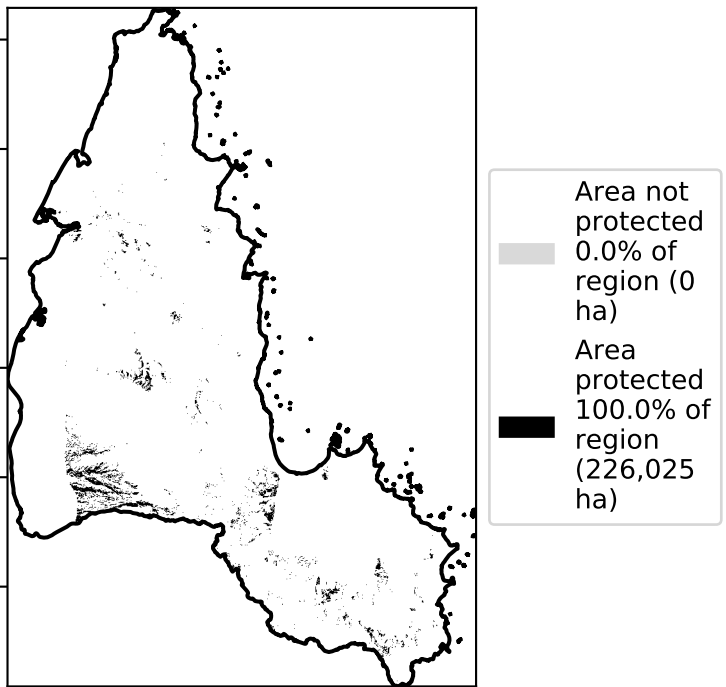 Area not
protected
0.0% of
region (0
ha)
Area
protected
100.0% of
region
(226,025
ha)